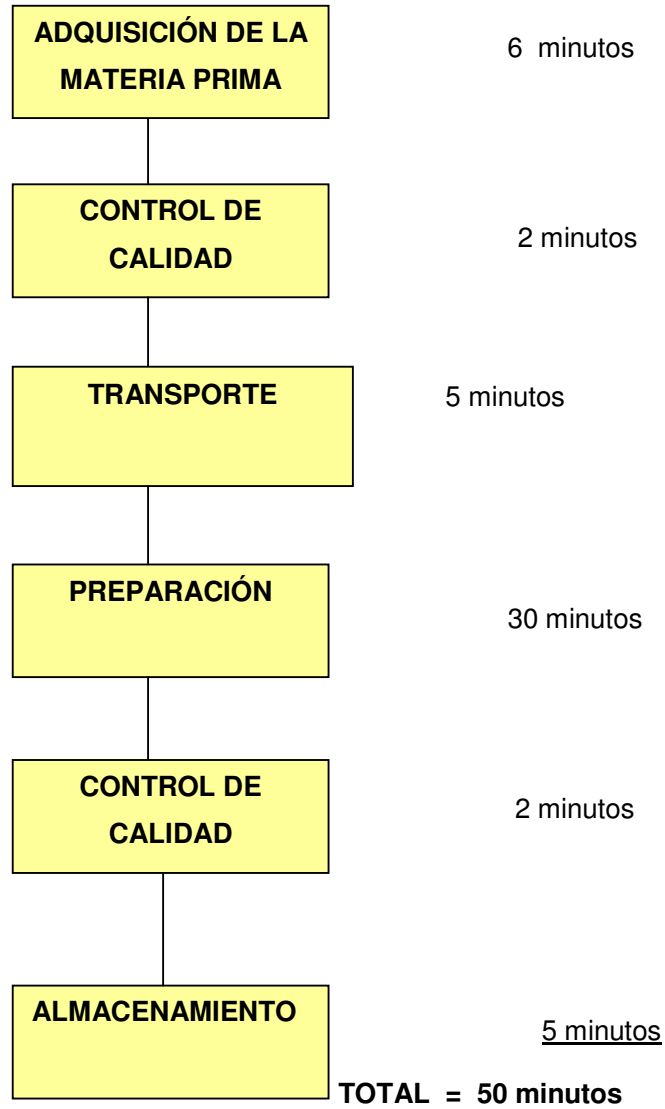 ADQUISICIÓN DE LA
MATERIA PRIMA
6 minutos
CONTROL DE
CALIDAD
2 minutos
TRANSPORTE
5 minutos
PREPARACIÓN
30 minutos
CONTROL DE
CALIDAD
2 minutos
ALMACENAMIENTO
5 minutos
TOTAL = 50 minutos